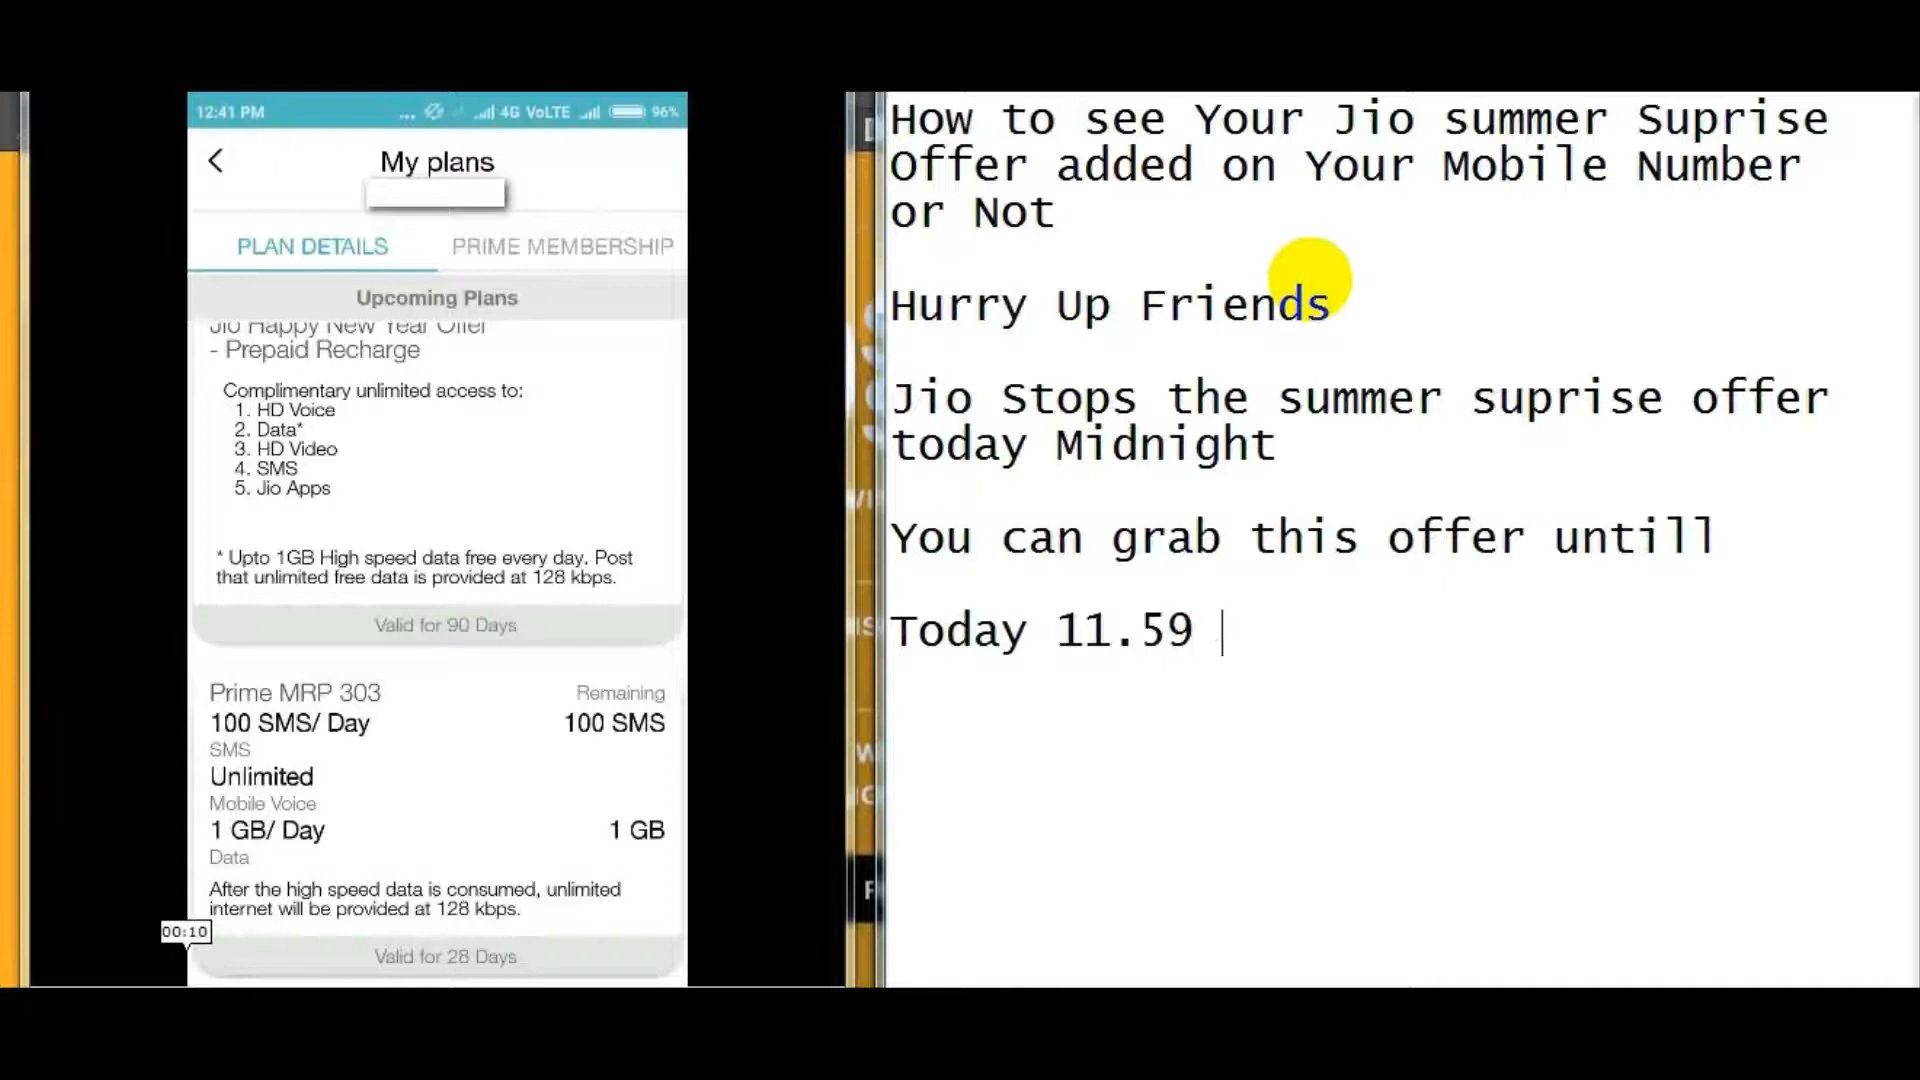 12:41 PM
... 4G VoLTE 96%
My plans
PLAN DETAILS
PRIME MEMBERSHIP
Upcoming Plans
Jio Happy New Year Offer
- Prepaid Recharge
Complimentary unlimited access to:
1. HD Voice
2. Data*
3. HD Video
4. SMS
5. Jio Apps
* Upto 1GB High speed data free every day. Post
that unlimited free data is provided at 128 kbps.
Valid for 90 Days
Prime MRP 303
Remaining
100 SMS/ Day
100 SMS
SMS
Unlimited
Mobile Voice
1 GB/ Day
1 GB
Data
After the high speed data is consumed, unlimited
internet will be provided at 128 kbps.
Valid for 28 Days
00:10
How to see Your Jio summer Suprise
Offer added on Your Mobile Number
or Not
Hurry Up Friends
Jio Stops the summer suprise offer
today Midnight
You can grab this offer untill
Today 11.59